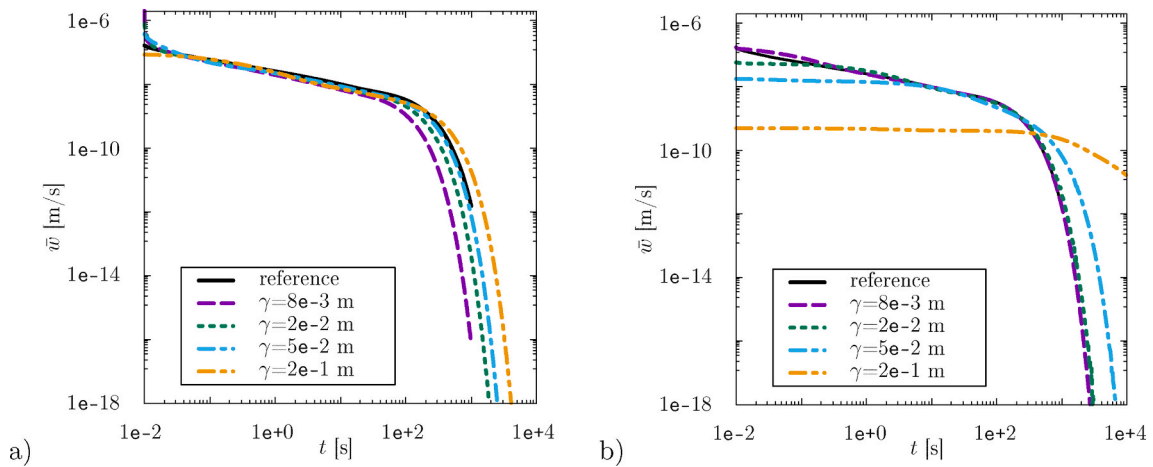 1e-6
1e-10
1e-14
1e-18
w̄ [m/s]
reference
γ=8e-3 m
γ=2e-2 m
γ=5e-2 m
γ=2e-1 m
1e-2 1e+0 1e+2 1e+4
t [s]
a)
1e-6
1e-10
1e-14
1e-18
w̄ [m/s]
reference
γ=8e-3 m
γ=2e-2 m
γ=5e-2 m
γ=2e-1 m
1e-2 1e+0 1e+2 1e+4
t [s]
b)